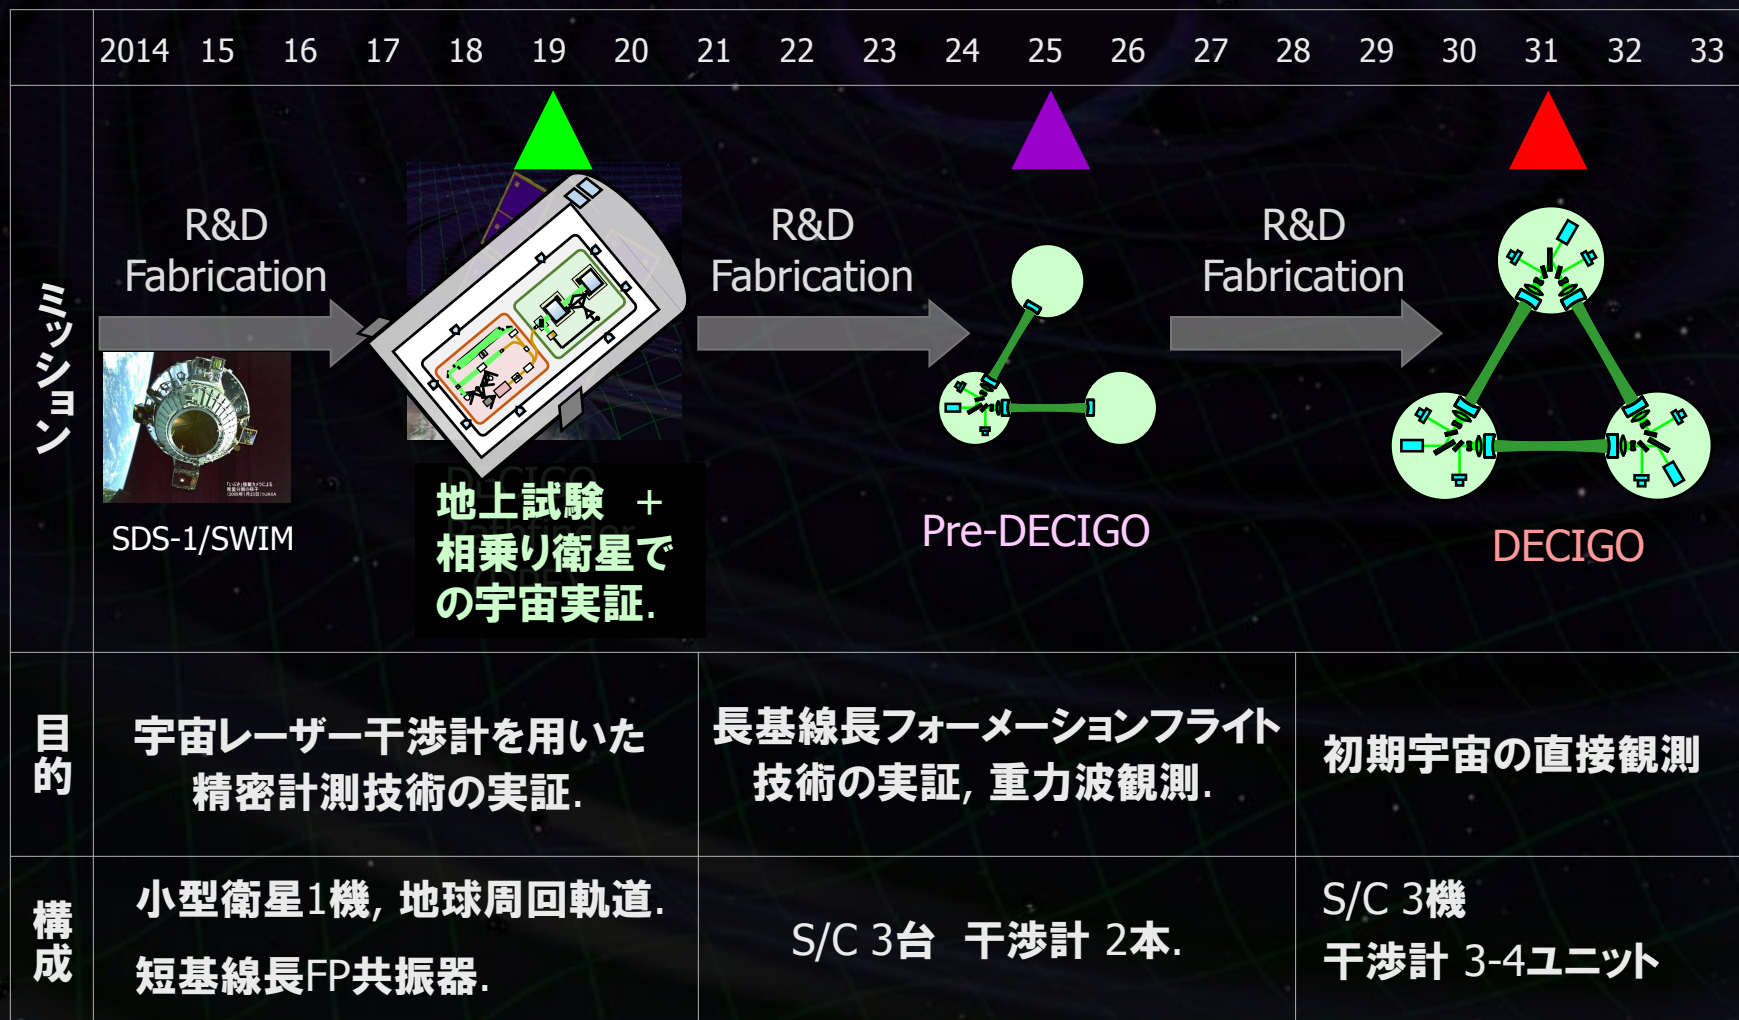 2014 15 16 17 18 19 20 21 22 23 24 25 26 27 28 29 30 31 32 33
ミッション
R&D
Fabrication
R&D
Fabrication
R&D
Fabrication
SDS-1/SWIM
DECIGO
Pathfinder
地上試験 +
相乗り衛星で
の宇宙実証.
Pre-DECIGO
DECIGO
目的
宇宙レーザー干渉計を用いた
精密計測技術の実証.
長基線長フォーメーションフライト
技術の実証, 重力波観測.
初期宇宙の直接観測
構成
小型衛星1機, 地球周回軌道.
短基線長FP共振器.
S/C 3台 干渉計 2本.
S/C 3機
干渉計 3-4ユニット